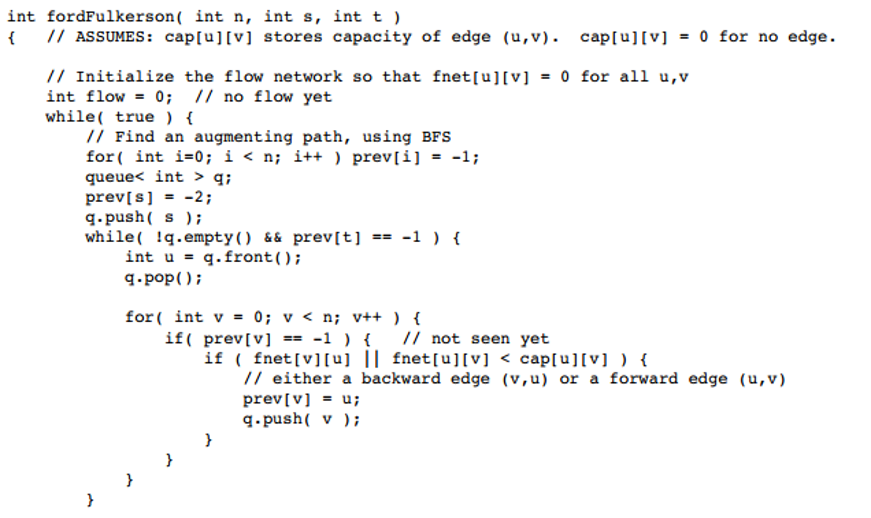 int fordFulkerson( int n, int s, int t )
{   // ASSUMES: cap[u][v] stores capacity of edge (u,v).  cap[u][v] = 0 for no edge.
    // Initialize the flow network so that fnet[u][v] = 0 for all u,v
    int flow = 0;  // no flow yet
    while( true ) {
        // Find an augmenting path, using BFS
        for( int i=0; i < n; i++ ) prev[i] = -1;
        queue< int > q;
        prev[s] = -2;
        q.push( s );
        while( !q.empty() && prev[t] == -1 ) {
            int u = q.front();
            q.pop();
            for( int v = 0; v < n; v++ ) {
                if( prev[v] == -1 ) {   // not seen yet
                    if ( fnet[v][u] || fnet[u][v] < cap[u][v] ) {
                        // either a backward edge (v,u) or a forward edge (u,v)
                        prev[v] = u;
                        q.push( v );
                    }
                }
            }
        }